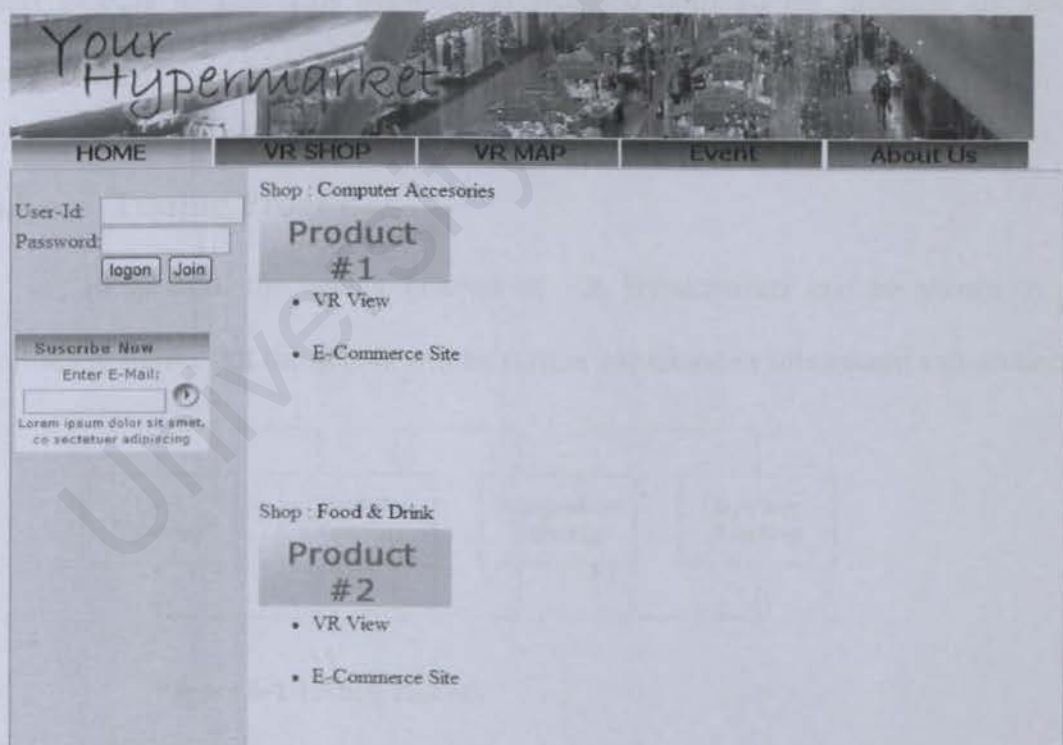 Your
Hypermarket
HOME VR SHOP VR MAP Event About Us
User-Id:
Password:
logon Join
Suscribe Now
Enter E-Mail:
Lorem ipsum dolor sit amet,
co sectetuer adipiscing
Shop : Computer Accesories
Product
#1
• VR View
• E-Commerce Site
Shop : Food & Drink
Product
#2
• VR View
• E-Commerce Site
University